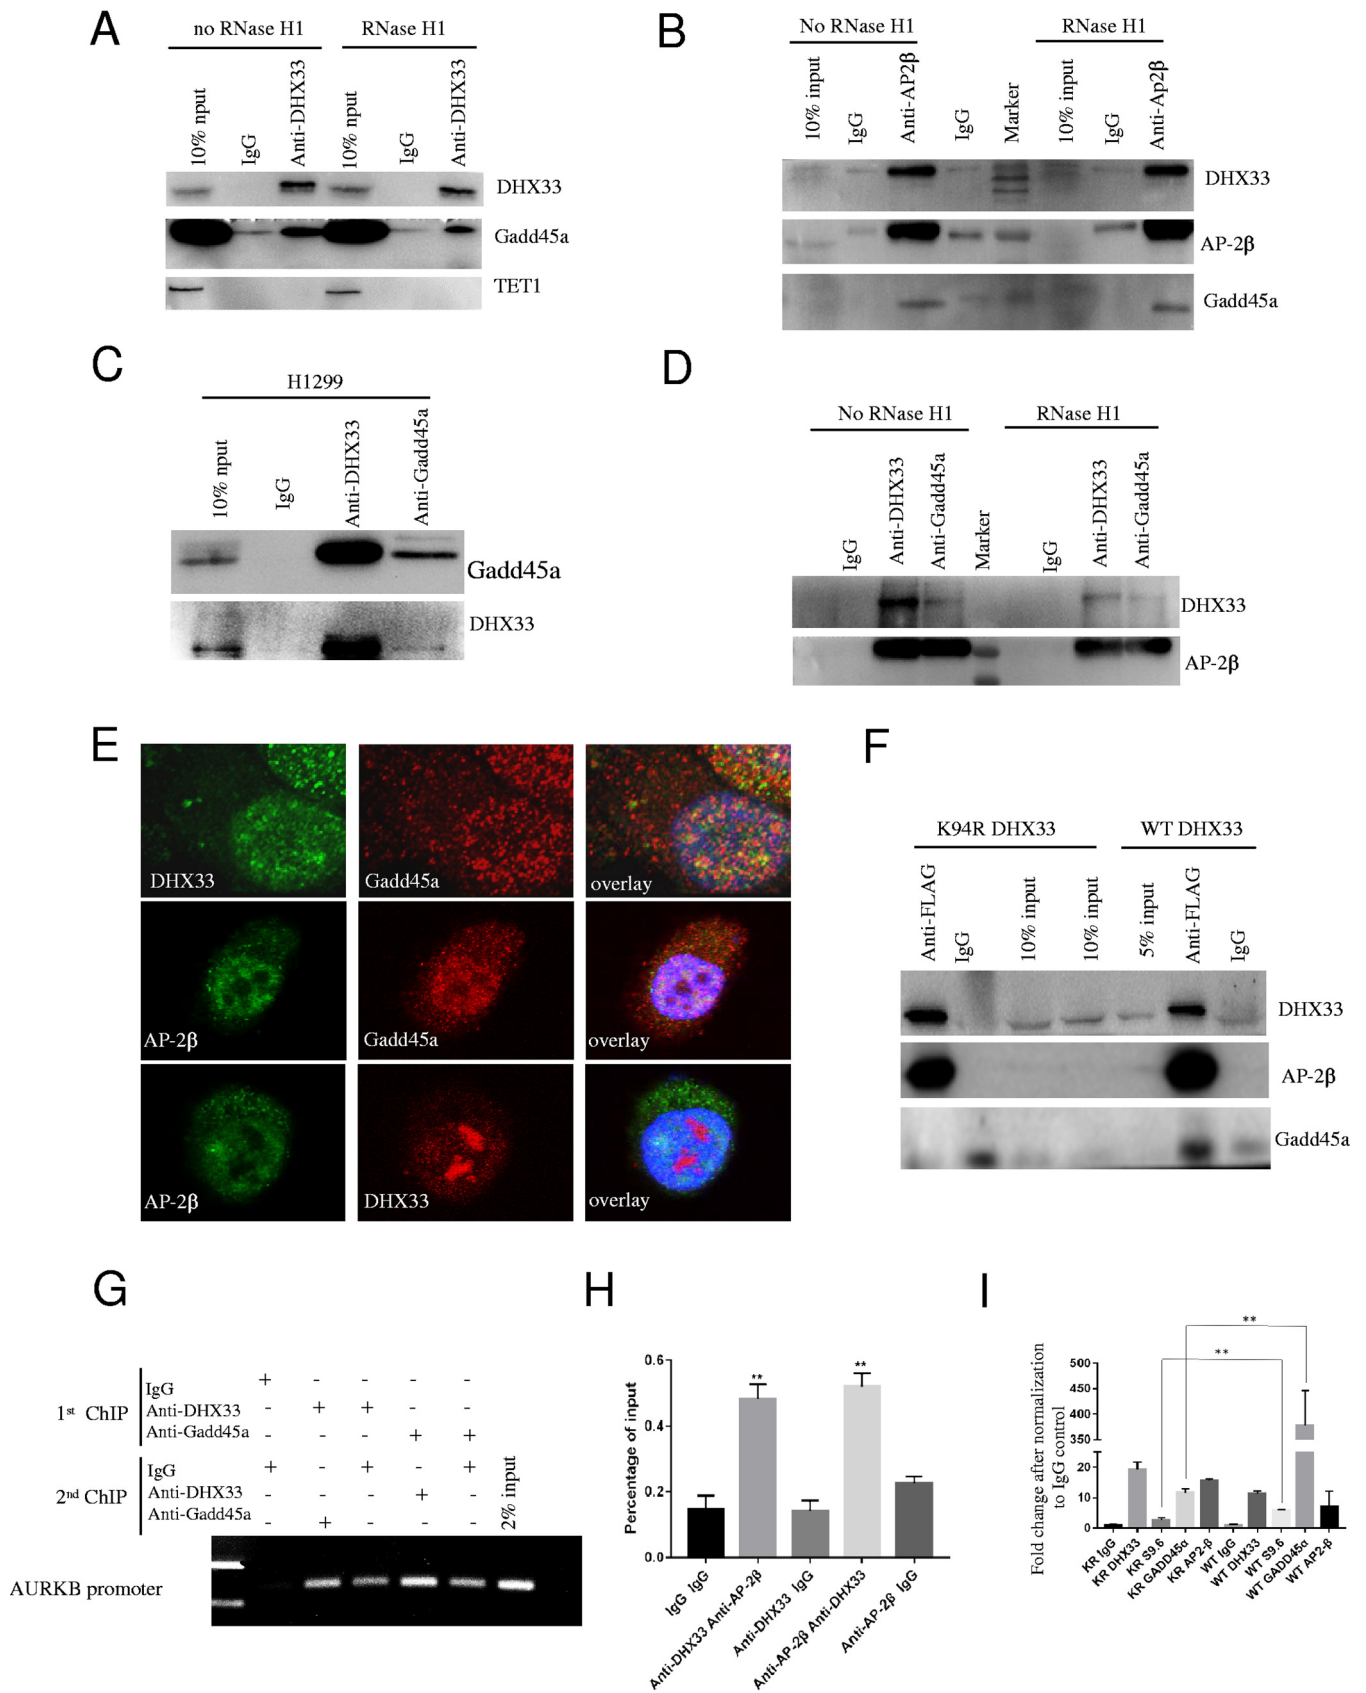 A
no RNase H1
RNase H1
10% nput
IgG
Anti-DHX33
10% nput
IgG
Anti-DHX33
DHX33
Gadd45a
TET1
B
No RNase H1
RNase H1
10% input
IgG
Anti-AP2β
IgG
Marker
10% input
IgG
Anti-Ap2β
DHX33
AP-2β
Gadd45a
C
H1299
10% nput
IgG
Anti-DHX33
Anti-Gadd45a
Gadd45a
DHX33
D
No RNase H1
RNase H1
IgG
Anti-DHX33
Anti-Gadd45a
Marker
IgG
Anti-DHX33
Anti-Gadd45a
DHX33
AP-2β
E
DHX33
Gadd45a
overlay
AP-2β
Gadd45a
overlay
AP-2β
DHX33
overlay
F
K94R DHX33
WT DHX33
Anti-FLAG
IgG
10% input
10% input
5% input
Anti-FLAG
IgG
DHX33
AP-2β
Gadd45a
G
1st ChIP
IgG + - - - -
Anti-DHX33 - + + - -
Anti-Gadd45a - - - + +
2nd ChIP
IgG + - + - +
Anti-DHX33 - - - + -
Anti-Gadd45a - + - - -
2% input
AURKB promoter
H
Percentage of input
0.6
0.4
0.2
0.0
**
**
IgG IgG
Anti-DHX33 Anti-AP-2β
Anti-DHX33 IgG
Anti-AP-2β Anti-DHX33
Anti-AP-2β IgG
I
Fold change after normalization
to IgG control
500
450
400
350
20
10
0
**
**
KR IgG
KR DHX33
KR S9.6
KR GADD45α
KR AP2-β
WT IgG
WT DHX33
WT S9.6
WT GADD45α
WT AP2-β